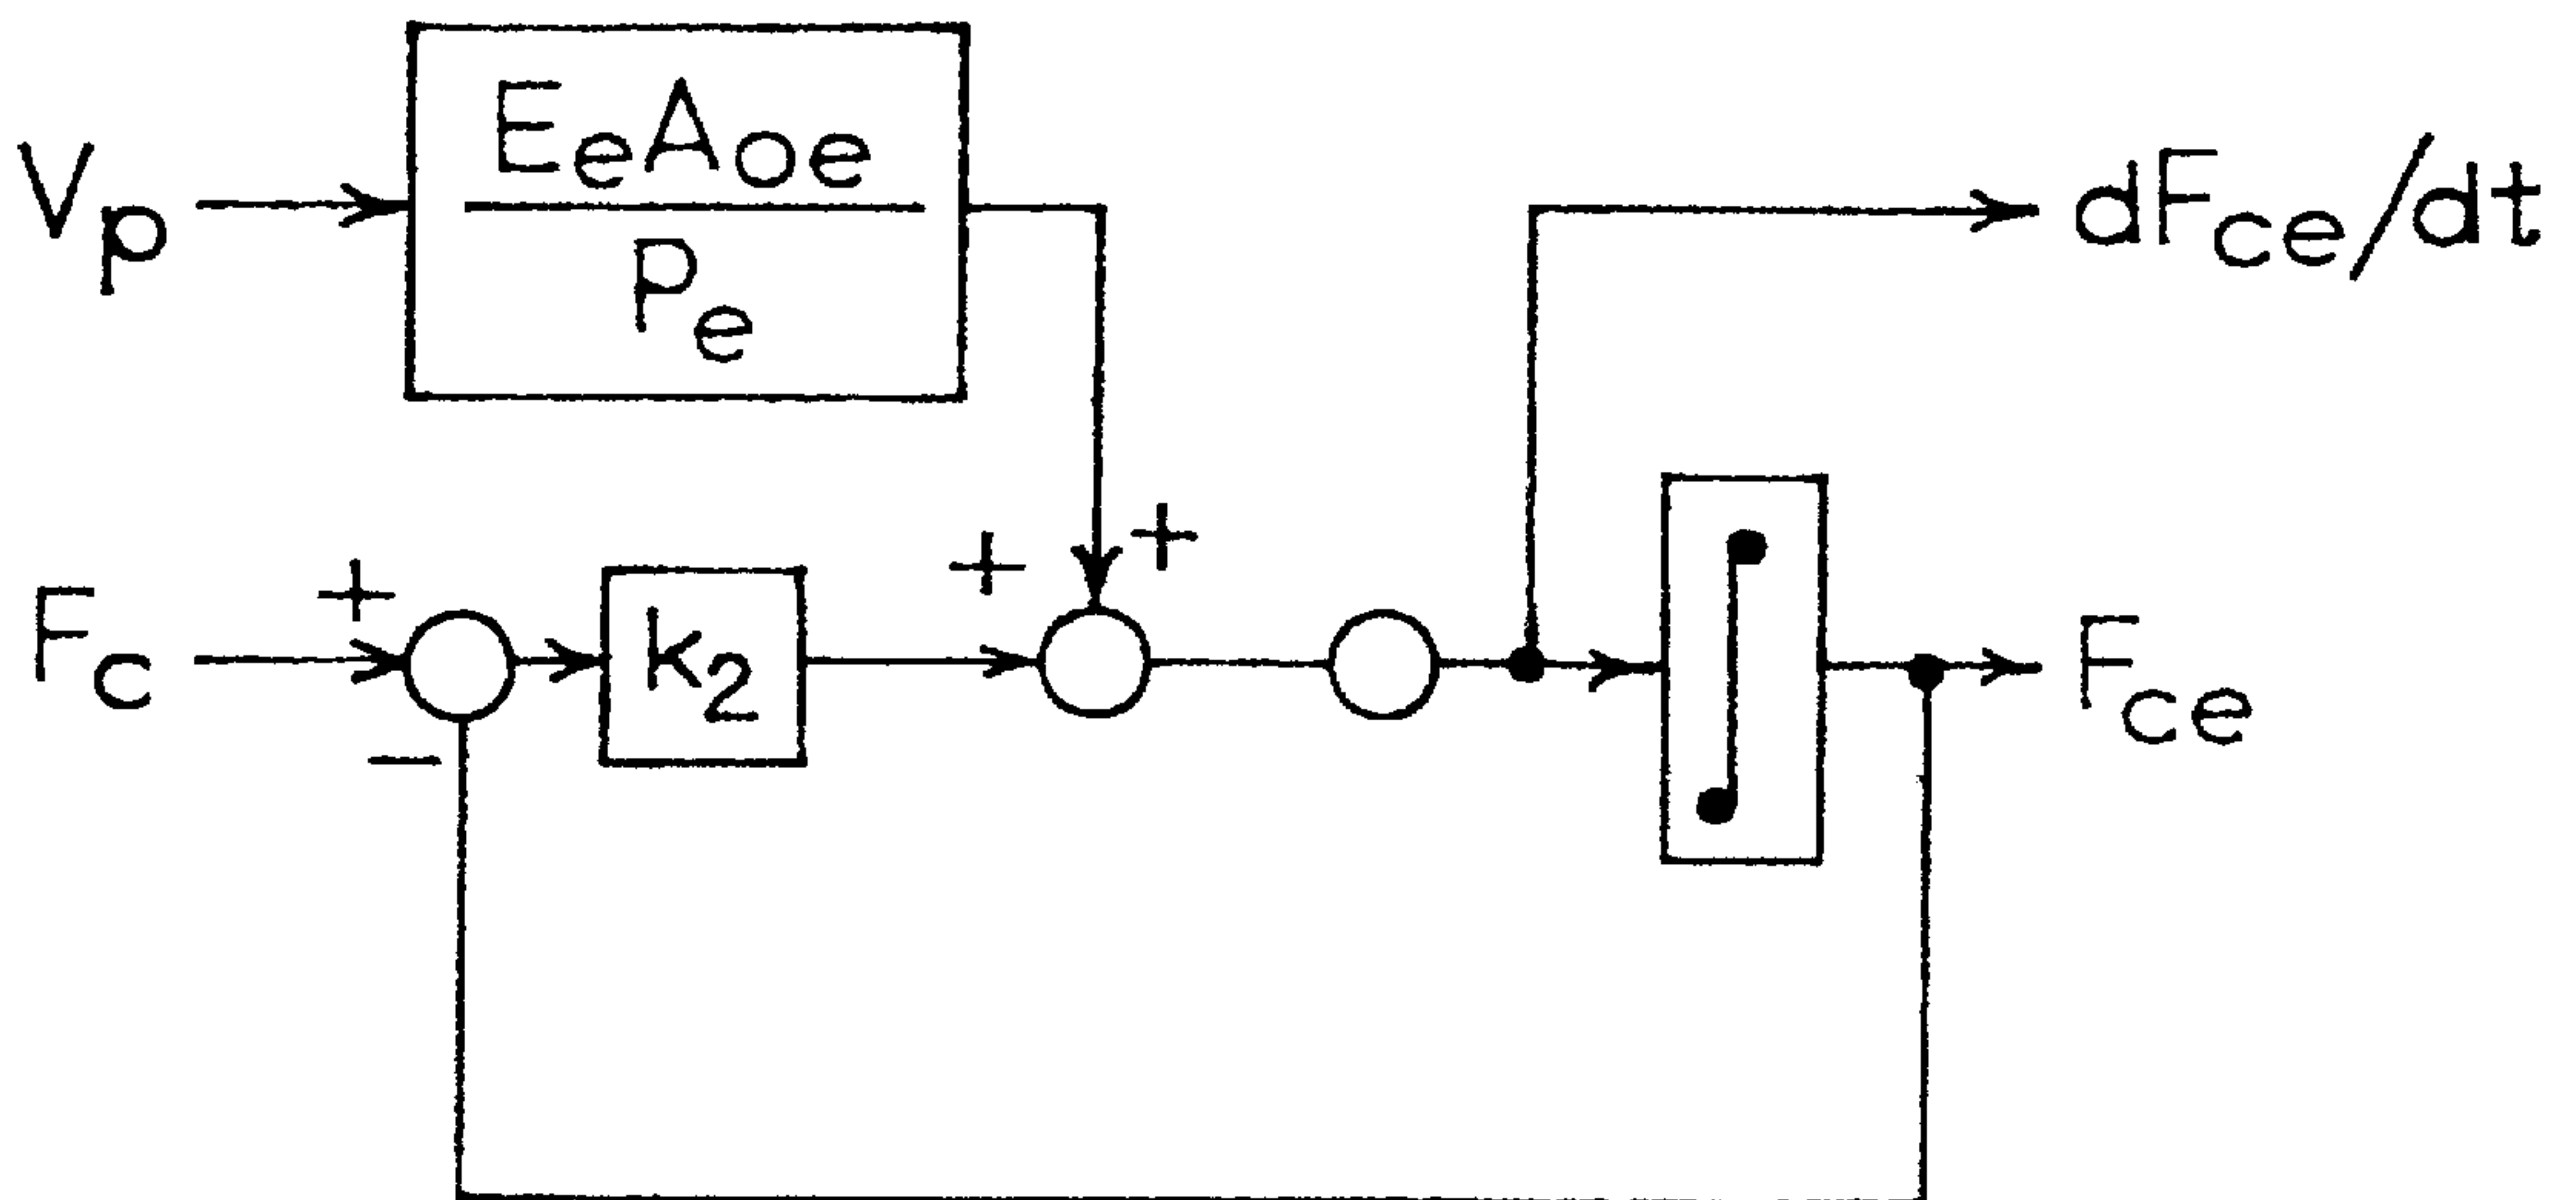 Vp
EeAoe
Pe
dFce/dt
+
+
+
Fc
k2
∫
Fce
−